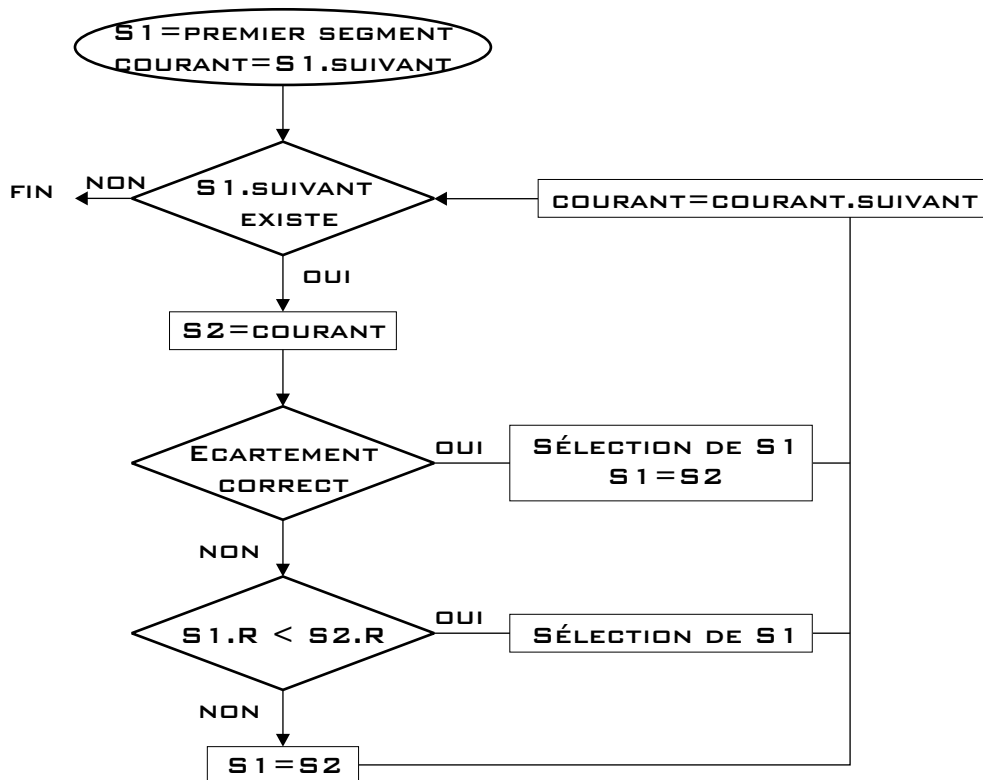 S1=PREMIER SEGMENT
COURANT=S1.SUIVANT
S1.SUIVANT
EXISTE
NON
FIN
COURANT=COURANT.SUIVANT
OUI
S2=COURANT
ECARTEMENT
CORRECT
OUI
SÉLECTION DE S1
S1=S2
NON
S1.R < S2.R
OUI
SÉLECTION DE S1
NON
S1=S2